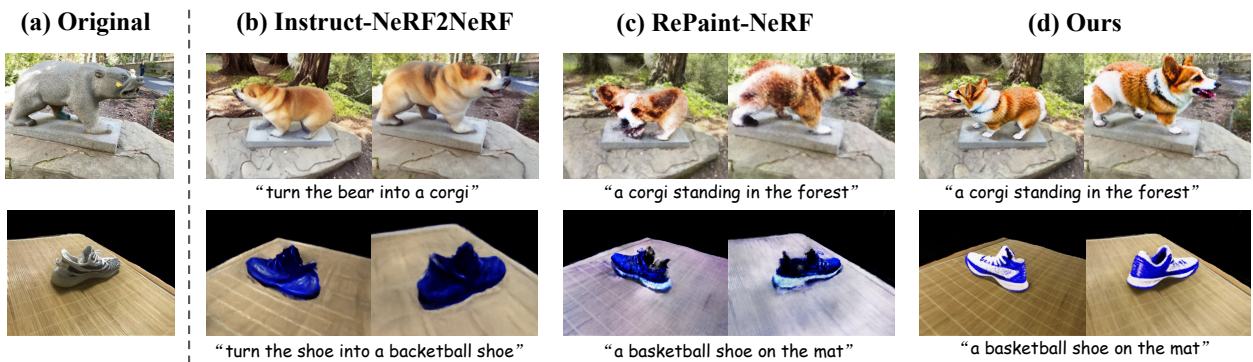 (a) Original
(b) Instruct-NeRF2NeRF
(c) RePaint-NeRF
(d) Ours
“turn the bear into a corgi”
“a corgi standing in the forest”
“a corgi standing in the forest”
“turn the shoe into a backetball shoe”
“a basketball shoe on the mat”
“a basketball shoe on the mat”